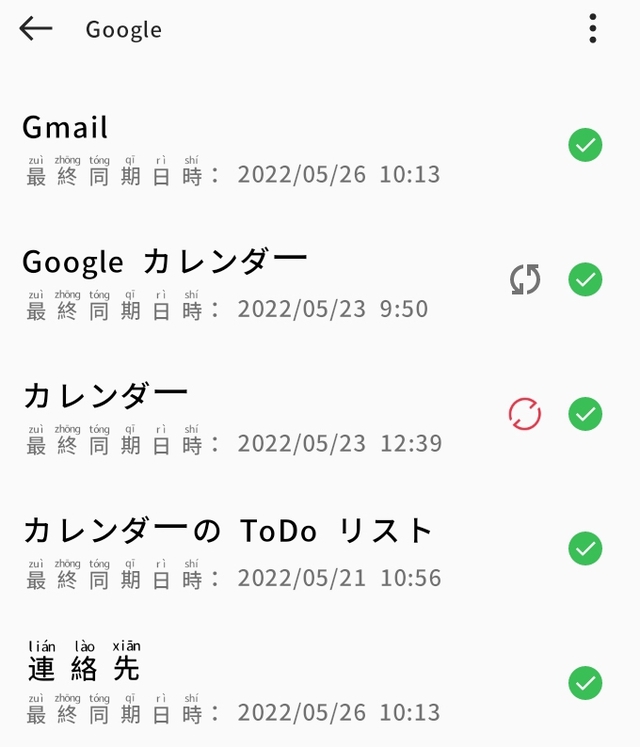 Google
Gmail
zuì zhōng tóng qī rì shí
最終同期日時： 2022/05/26 10:13
Google カレンダー
zuì zhōng tóng qī rì shí
最終同期日時： 2022/05/23 9:50
カレンダー
zuì zhōng tóng qī rì shí
最終同期日時： 2022/05/23 12:39
カレンダーの ToDo リスト
zuì zhōng tóng qī rì shí
最終同期日時： 2022/05/21 10:56
lián lào xiān
連絡先
zuì zhōng tóng qī rì shí
最終同期日時： 2022/05/26 10:13